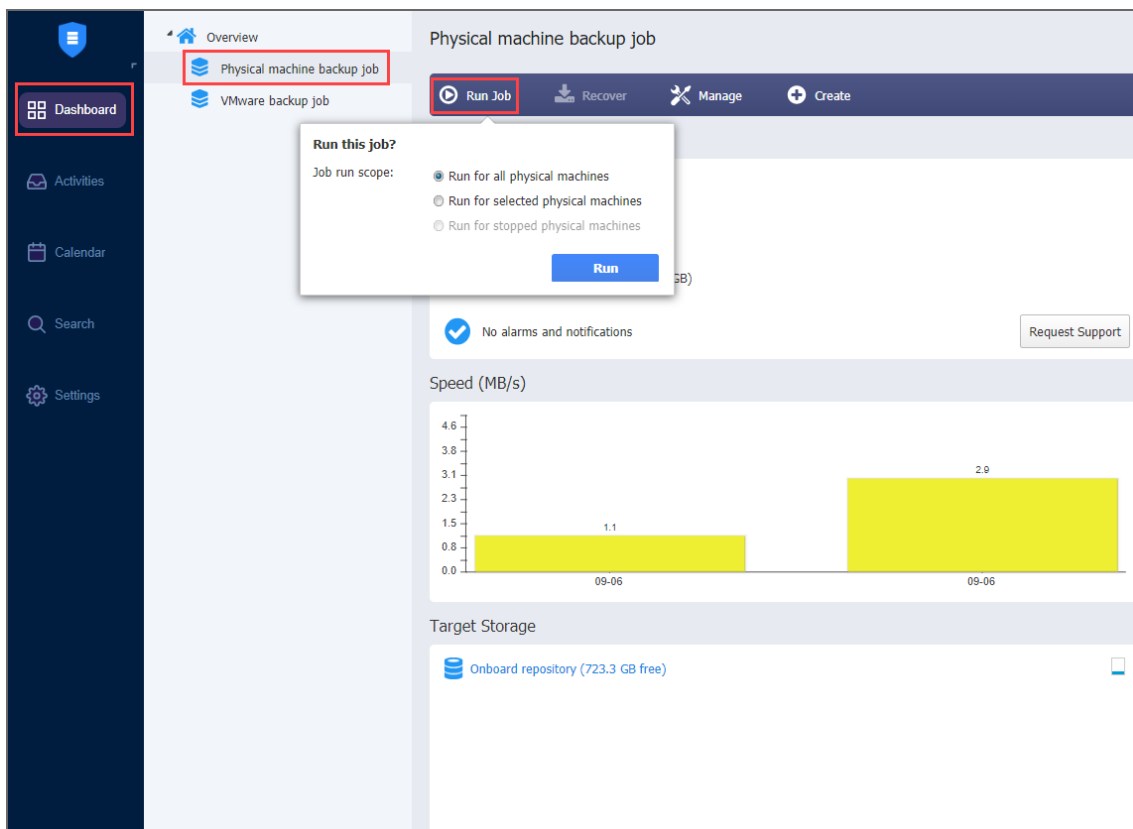 Overview
Physical machine backup job
VMware backup job
Dashboard
Activities
Calendar
Search
Settings
Physical machine backup job
Run Job
Recover
Manage
Create
Run this job?
Job run scope:
Run for all physical machines
Run for selected physical machines
Run for stopped physical machines
Run
GB)
No alarms and notifications
Request Support
Speed (MB/s)
4.6
3.8
3.1
2.3
1.5
0.8
0.0
1.1
2.9
09-06
09-06
Target Storage
Onboard repository (723.3 GB free)